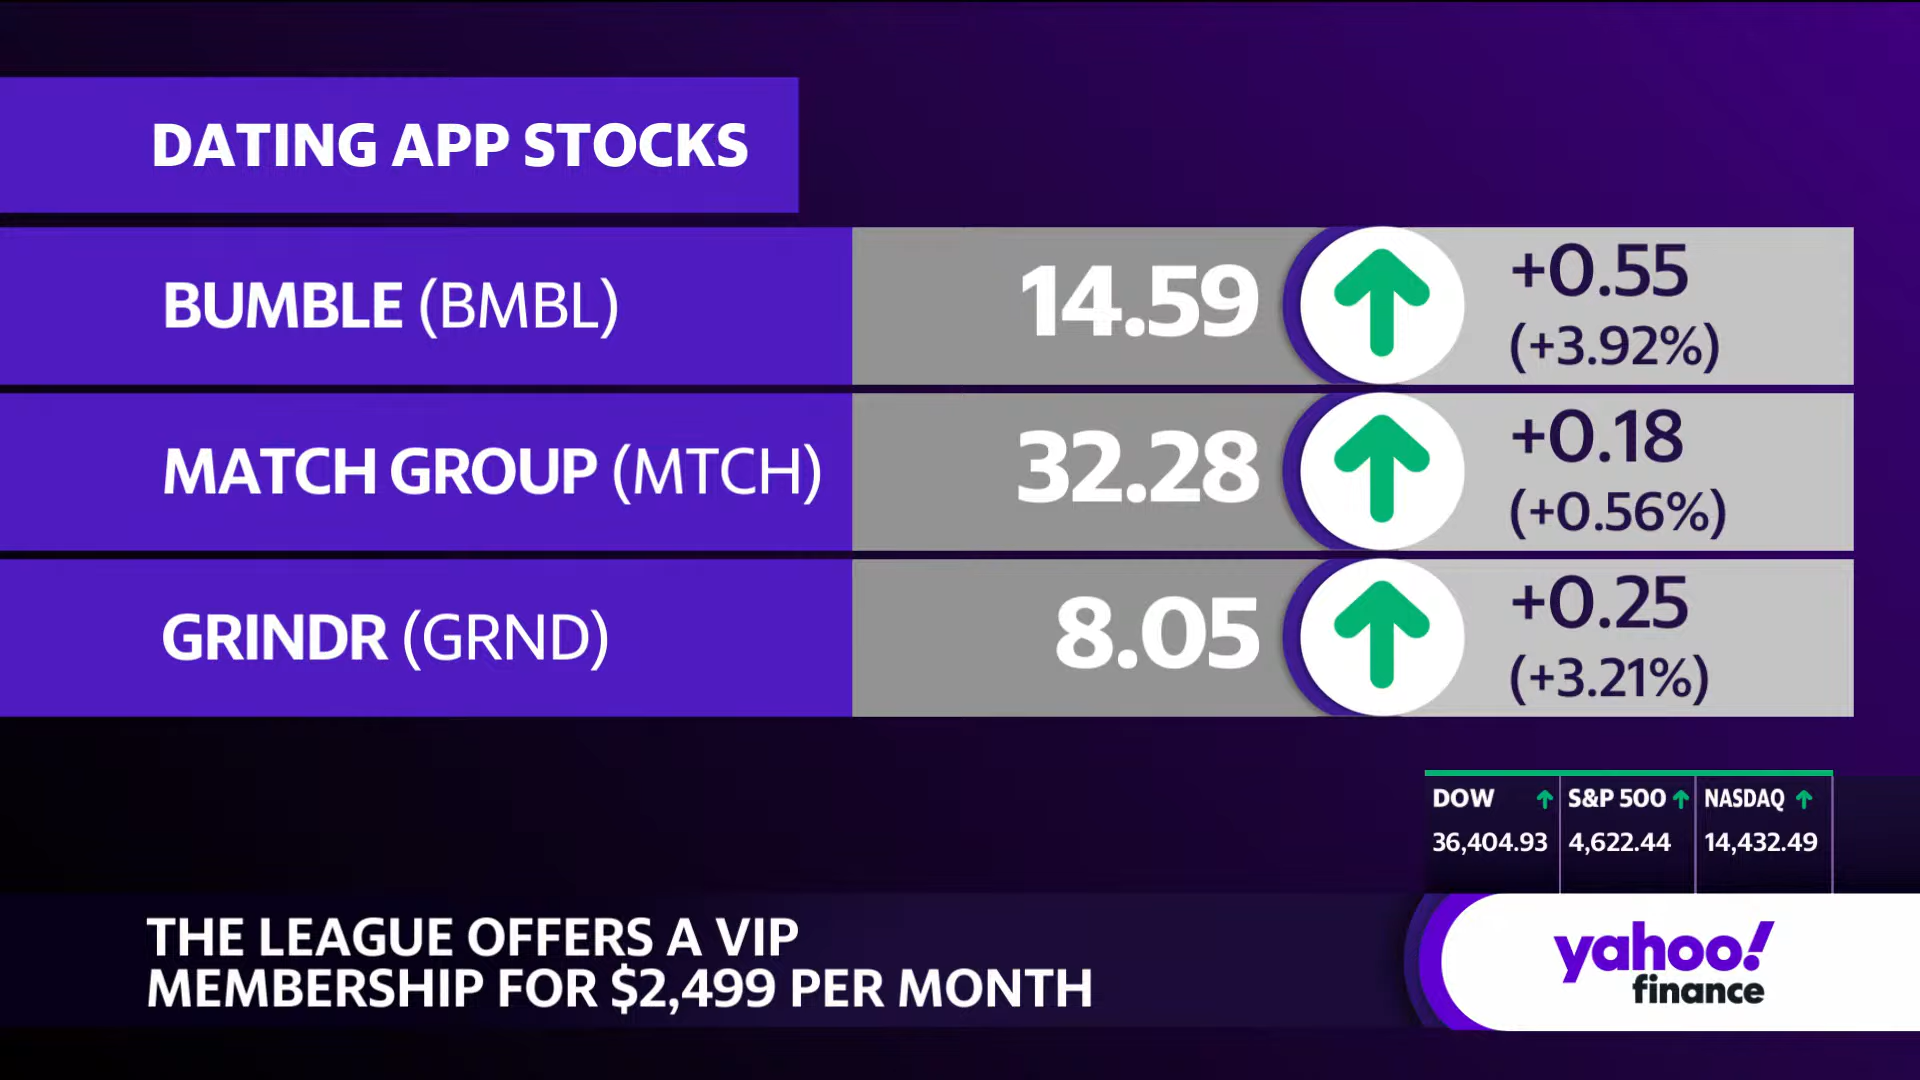 DATING APP STOCKS
BUMBLE (BMBL) 14.59 +0.55 (+3.92%)
MATCH GROUP (MTCH) 32.28 +0.18 (+0.56%)
GRINDR (GRND) 8.05 +0.25 (+3.21%)
DOW S&P 500 NASDAQ
36,404.93 4,622.44 14,432.49
THE LEAGUE OFFERS A VIP
MEMBERSHIP FOR $2,499 PER MONTH
yahoo!
finance